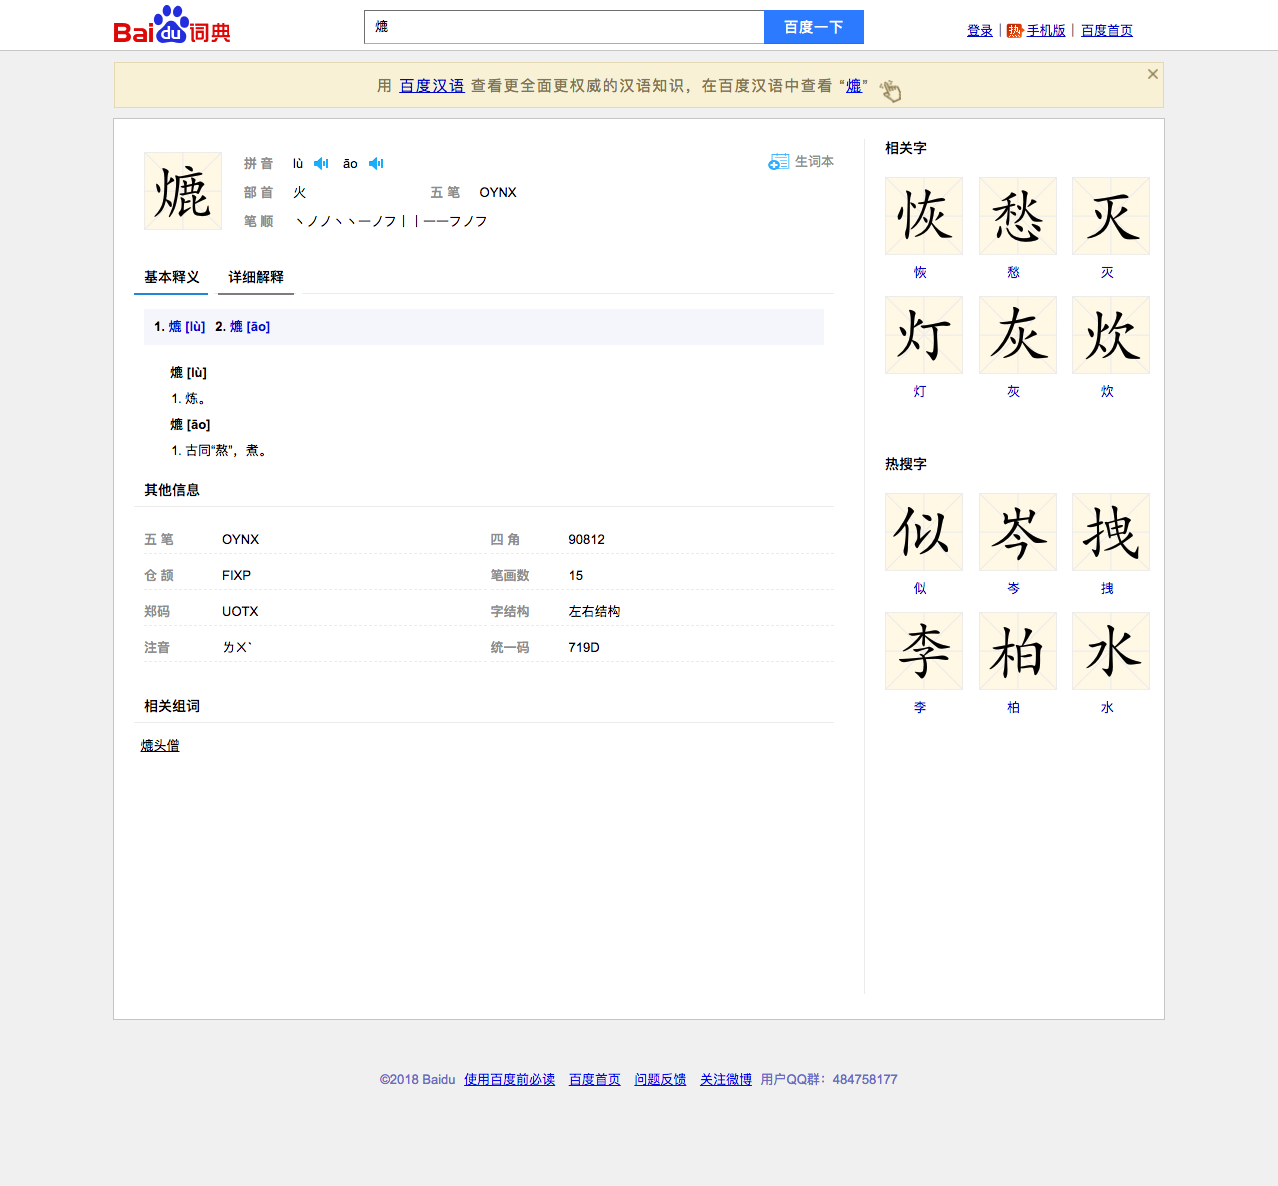 Baidu词典
熝
百度一下
登录 | 热 手机版 | 百度首页
用 百度汉语 查看更全面更权威的汉语知识，在百度汉语中查看 “熝”
熝
拼 音 lù āo
生词本
部 首 火 五 笔 OYNX
笔 顺 丶ノノ丶丶一ノフ丨丨一一フノフ
基本释义 详细解释
1. 熝 [lù] 2. 熝 [āo]
熝 [lù]
1. 炼。
熝 [āo]
1. 古同“熬”，煮。
其他信息
五 笔 OYNX 四 角 90812
仓 颉 FIXP 笔画数 15
郑码 UOTX 字结构 左右结构
注音 ㄌㄨˋ 统一码 719D
相关组词
熝头僧
相关字
恢 愁 灭
恢 愁 灭
灯 灰 炊
灯 灰 炊
热搜字
似 岑 拽
似 岑 拽
李 柏 水
李 柏 水
©2018 Baidu 使用百度前必读 百度首页 问题反馈 关注微博 用户QQ群：484758177